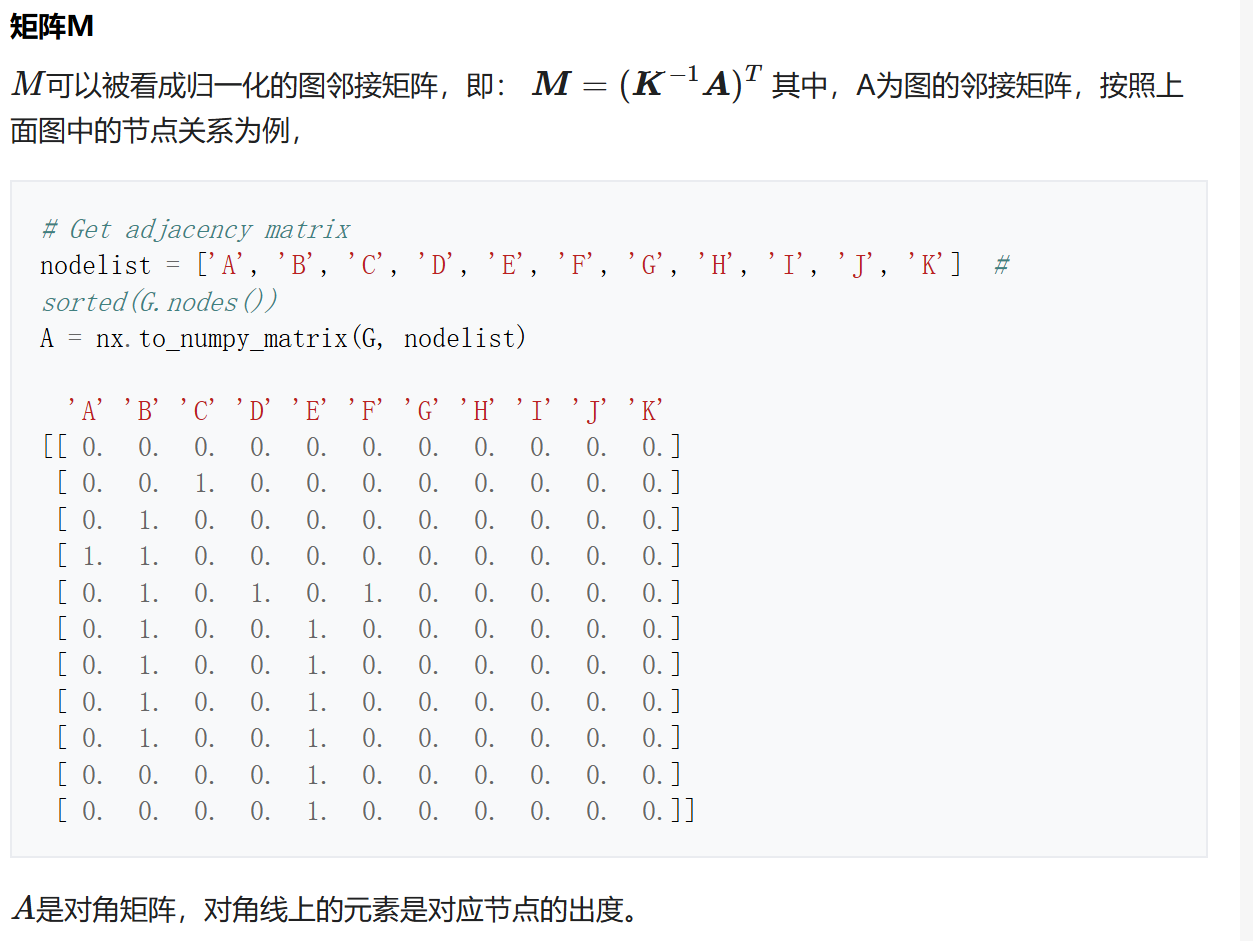 矩阵M
M可以被看成归一化的图邻接矩阵，即： M = (K⁻¹A)ᵀ 其中，A为图的邻接矩阵，按照上
面图中的节点关系为例，
# Get adjacency matrix
nodelist = ['A', 'B', 'C', 'D', 'E', 'F', 'G', 'H', 'I', 'J', 'K']  #
sorted(G.nodes())
A = nx.to_numpy_matrix(G, nodelist)
'A' 'B' 'C' 'D' 'E' 'F' 'G' 'H' 'I' 'J' 'K'
[[ 0.  0.  0.  0.  0.  0.  0.  0.  0.  0.  0.]
[ 0.  0.  1.  0.  0.  0.  0.  0.  0.  0.  0.]
[ 0.  1.  0.  0.  0.  0.  0.  0.  0.  0.  0.]
[ 1.  1.  0.  0.  0.  0.  0.  0.  0.  0.  0.]
[ 0.  1.  0.  1.  0.  1.  0.  0.  0.  0.  0.]
[ 0.  1.  0.  0.  1.  0.  0.  0.  0.  0.  0.]
[ 0.  1.  0.  0.  1.  0.  0.  0.  0.  0.  0.]
[ 0.  1.  0.  0.  1.  0.  0.  0.  0.  0.  0.]
[ 0.  1.  0.  0.  1.  0.  0.  0.  0.  0.  0.]
[ 0.  0.  0.  0.  1.  0.  0.  0.  0.  0.  0.]
[ 0.  0.  0.  0.  1.  0.  0.  0.  0.  0.  0.]]
A是对角矩阵，对角线上的元素是对应节点的出度。